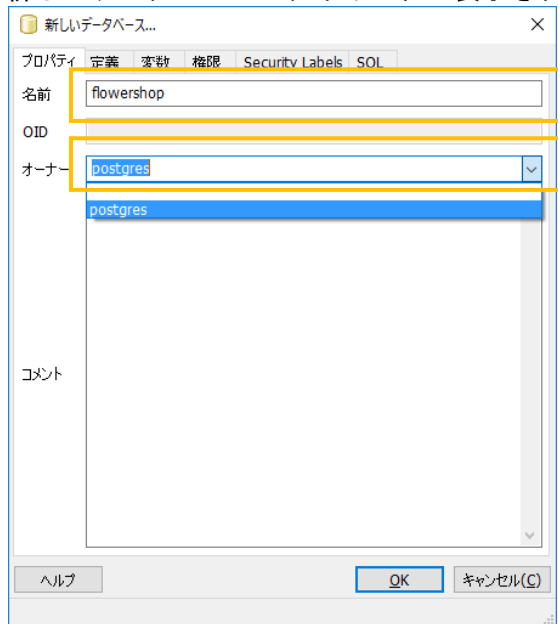 新しいデータベース...
プロパティ 定義 変数 権限 Security Labels SQL
名前 flowershop
OID
オーナー postgres
postgres
コメント
ヘルプ OK キャンセル(C)